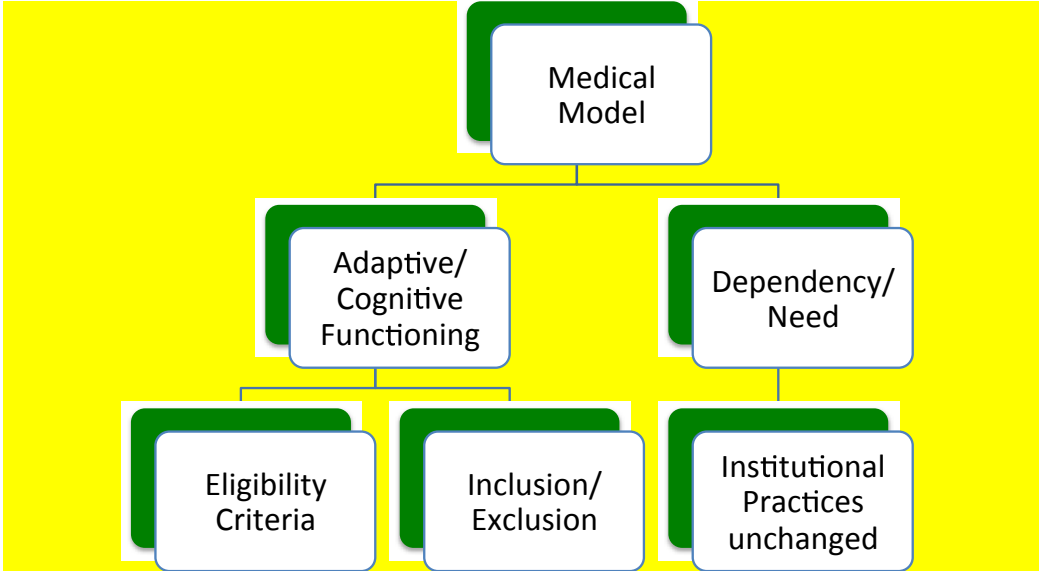 Medical
Model
Adaptive/
Cognitive
Functioning
Dependency/
Need
Eligibility
Criteria
Inclusion/
Exclusion
Institutional
Practices
unchanged